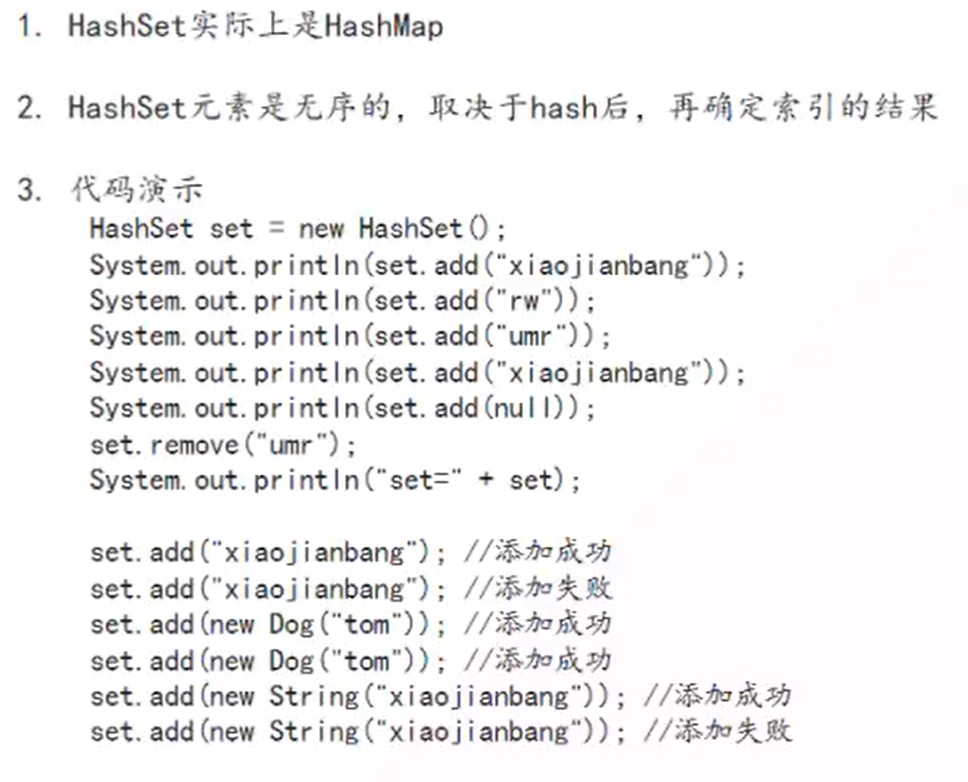 1. HashSet实际上是HashMap
2. HashSet元素是无序的，取决于hash后，再确定索引的结果
3. 代码演示
HashSet set = new HashSet();
System.out.println(set.add("xiaojianbang"));
System.out.println(set.add("rw"));
System.out.println(set.add("umr"));
System.out.println(set.add("xiaojianbang"));
System.out.println(set.add(null));
set.remove("umr");
System.out.println("set=" + set);
set.add("xiaojianbang"); //添加成功
set.add("xiaojianbang"); //添加失败
set.add(new Dog("tom")); //添加成功
set.add(new Dog("tom")); //添加成功
set.add(new String("xiaojianbang")); //添加成功
set.add(new String("xiaojianbang")); //添加失败